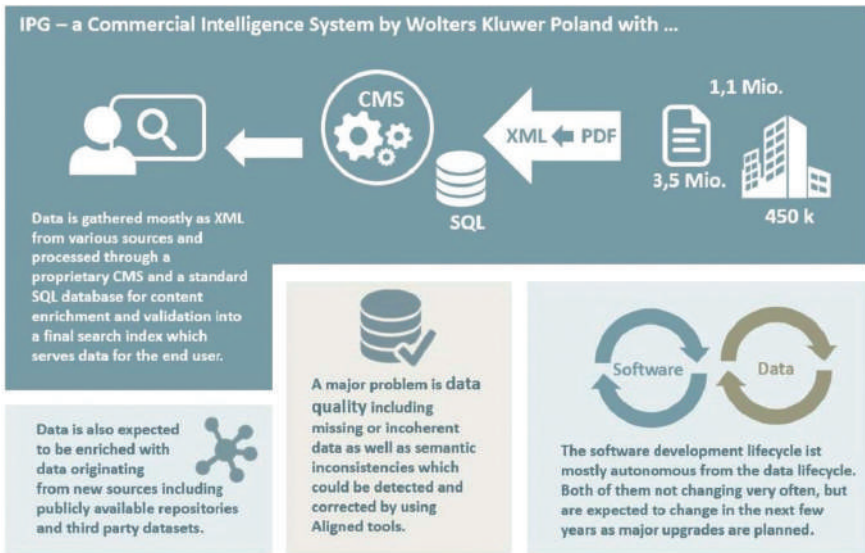 IPG – a Commercial Intelligence System by Wolters Kluwer Poland with ...
CMS
SQL
XML
PDF
1,1 Mio.
3,5 Mio.
450 k
Data is gathered mostly as XML
from various sources and
processed through a
proprietary CMS and a standard
SQL database for content
enrichment and validation into
a final search index which
serves data for the end user.
Data is also expected
to be enriched with
data originating
from new sources including
publicly available repositories
and third party datasets.
A major problem is data
quality including
missing or incoherent
data as well as semantic
inconsistencies which
could be detected and
corrected by using
Aligned tools.
Software
Data
The software development lifecycle ist
mostly autonomous from the data lifecycle.
Both of them not changing very often, but
are expected to change in the next few
years as major upgrades are planned.